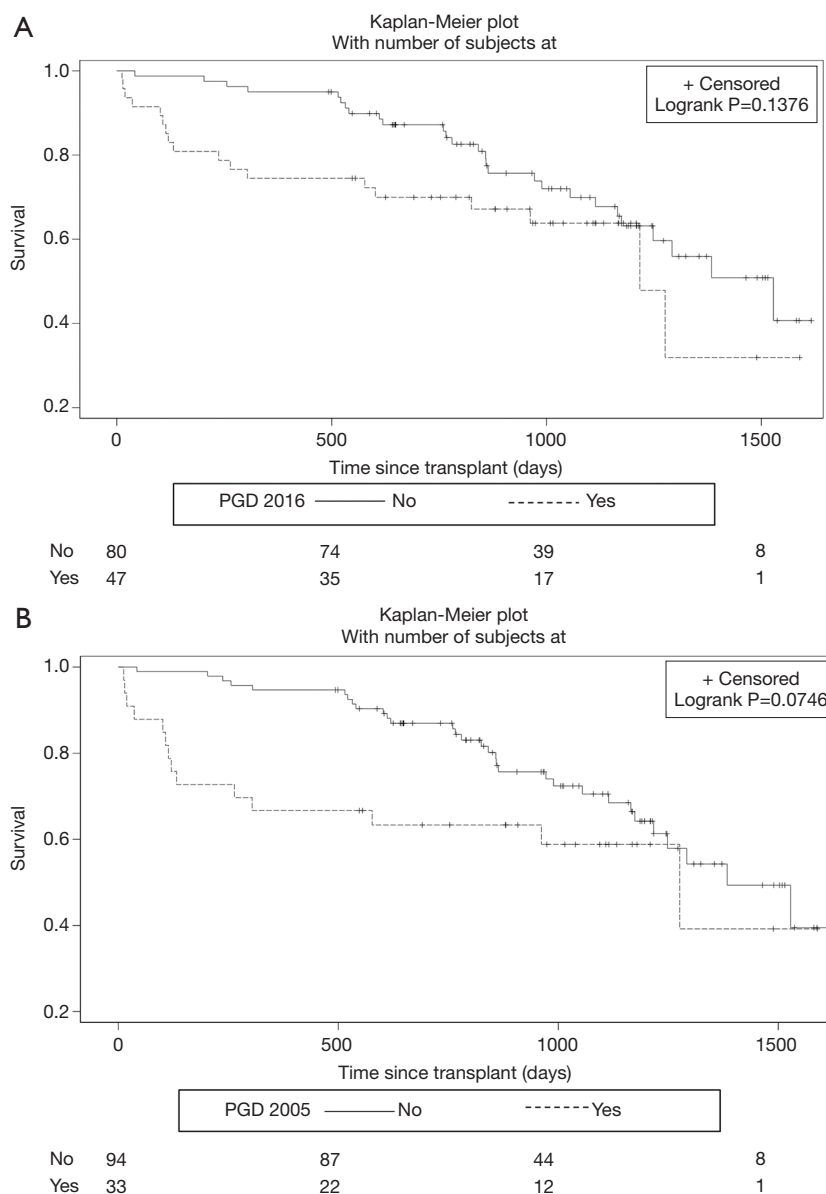 A
Kaplan-Meier plot
With number of subjects at
+ Censored
Logrank P=0.1376
1.0
0.8
0.6
0.4
0.2
Survival
0 500 1000 1500
Time since transplant (days)
PGD 2016 No Yes
No 80 74 39 8
Yes 47 35 17 1
B
Kaplan-Meier plot
With number of subjects at
+ Censored
Logrank P=0.0746
1.0
0.8
0.6
0.4
0.2
Survival
0 500 1000 1500
Time since transplant (days)
PGD 2005 No Yes
No 94 87 44 8
Yes 33 22 12 1